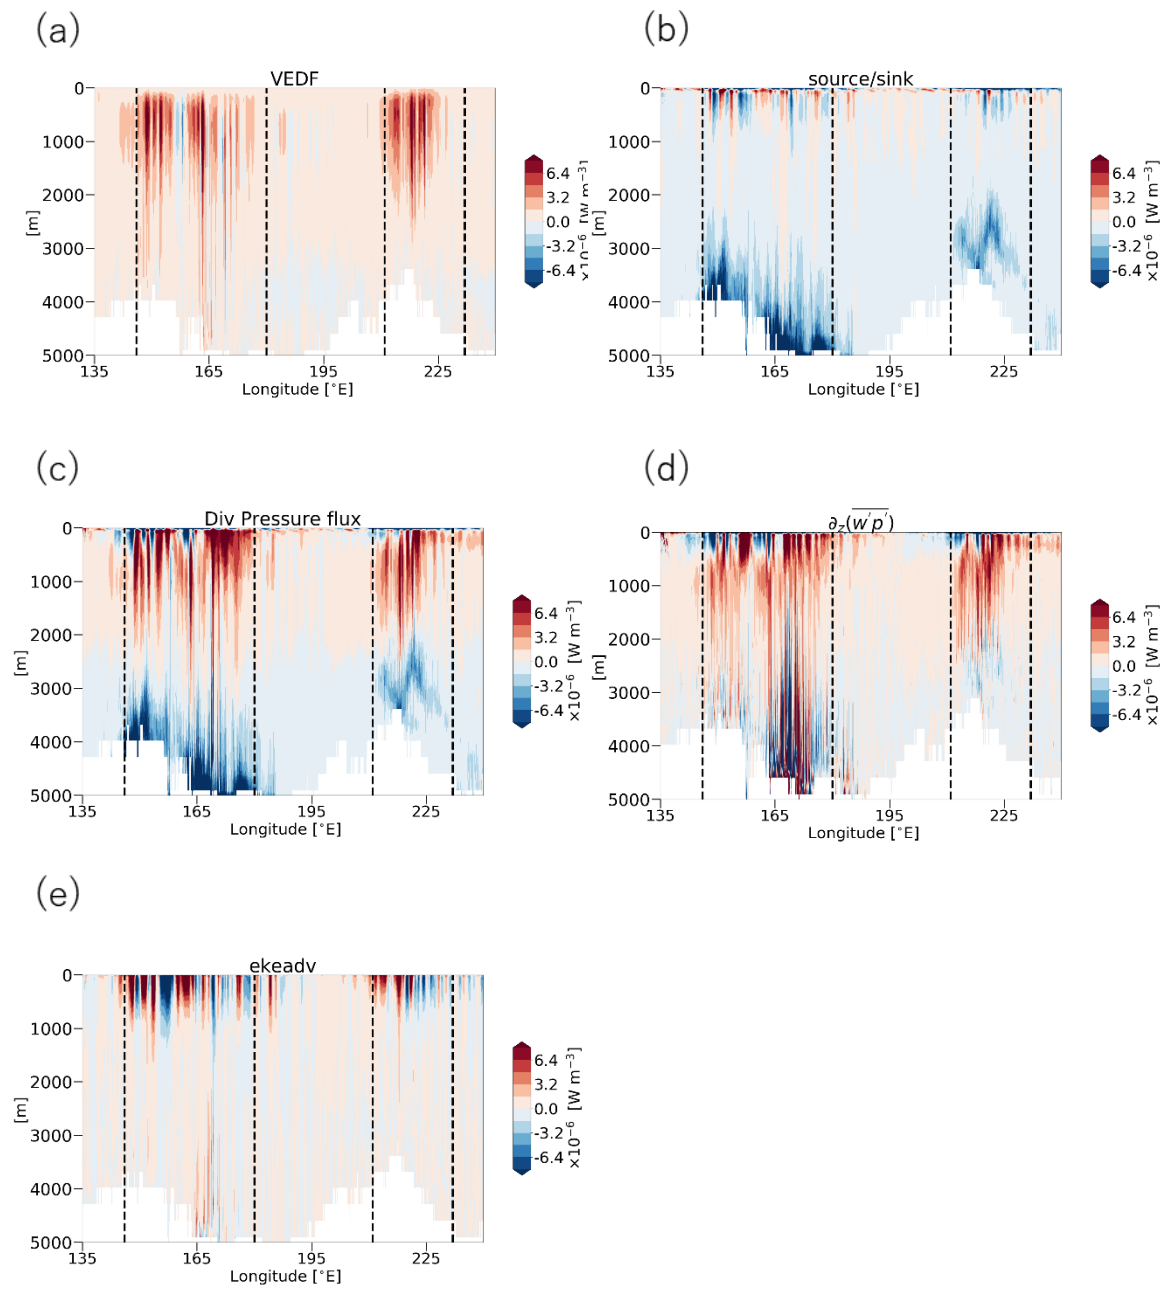 (a)
VEDF
0
1000
2000
3000
4000
5000
[m]
135 165 195 225
Longitude [°E]
6.4
3.2
0.0
-3.2
-6.4
×10⁻⁶ [W m⁻³]
(b)
source/sink
0
1000
2000
3000
4000
5000
[m]
135 165 195 225
Longitude [°E]
6.4
3.2
0.0
-3.2
-6.4
×10⁻⁶ [W m⁻³]
(c)
Div Pressure flux
0
1000
2000
3000
4000
5000
[m]
135 165 195 225
Longitude [°E]
6.4
3.2
0.0
-3.2
-6.4
×10⁻⁶ [W m⁻³]
(d)
∂z(w′p′)
0
1000
2000
3000
4000
5000
[m]
135 165 195 225
Longitude [°E]
6.4
3.2
0.0
-3.2
-6.4
×10⁻⁶ [W m⁻³]
(e)
ekeadv
0
1000
2000
3000
4000
5000
[m]
135 165 195 225
Longitude [°E]
6.4
3.2
0.0
-3.2
-6.4
×10⁻⁶ [W m⁻³]